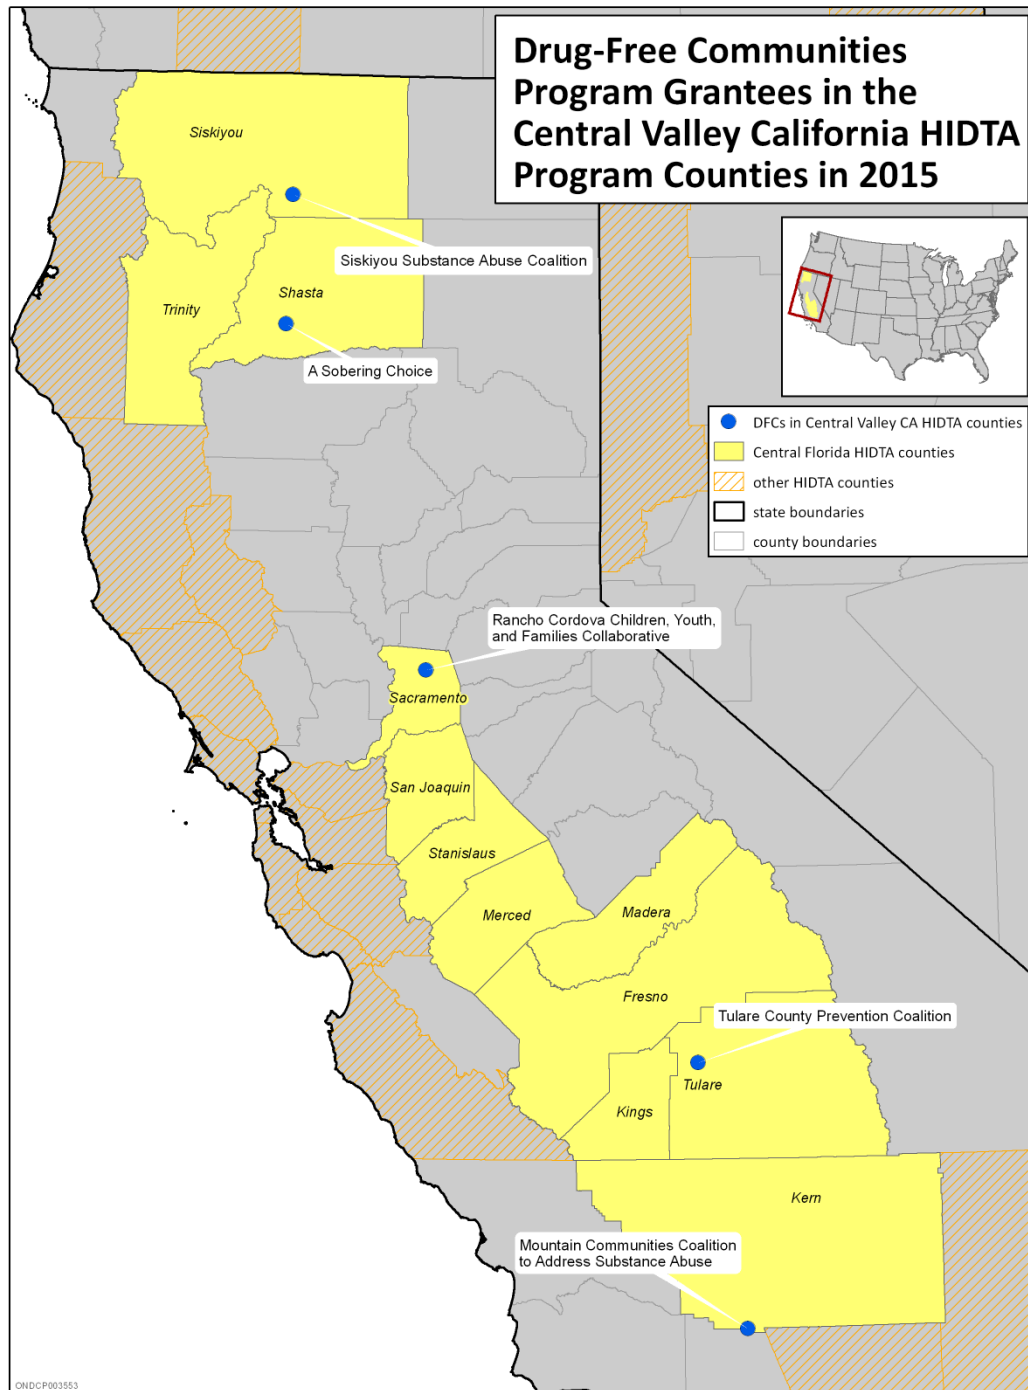 Drug-Free Communities
Program Grantees in the
Central Valley California HIDTA
Program Counties in 2015
Siskiyou
Siskiyou Substance Abuse Coalition
Trinity
Shasta
A Sobering Choice
DFCs in Central Valley CA HIDTA counties
Central Florida HIDTA counties
other HIDTA counties
state boundaries
county boundaries
Rancho Cordova Children, Youth,
and Families Collaborative
Sacramento
San Joaquin
Stanislaus
Merced
Madera
Fresno
Tulare County Prevention Coalition
Tulare
Kings
Kern
Mountain Communities Coalition
to Address Substance Abuse
ONDCP003553